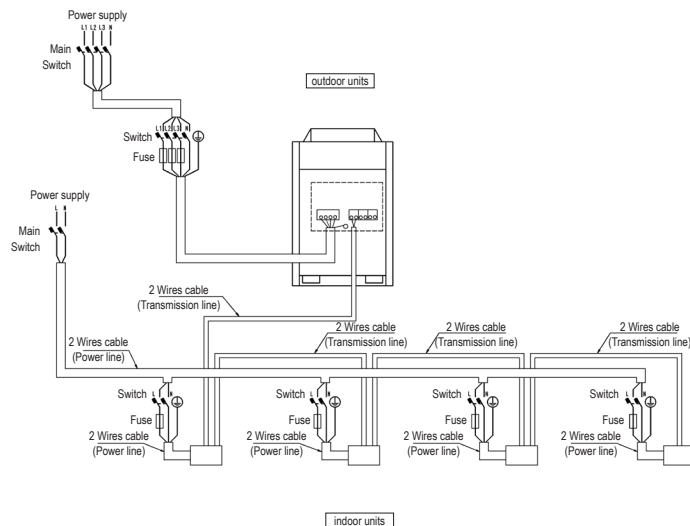 Power supply
L1 L2 L3 N
Main
Switch
outdoor units
Switch
L1 L2 L3 N
Fuse
Power supply
L N
Main
Switch
2 Wires cable
(Transmission line)
2 Wires cable
(Power line)
2 Wires cable
(Transmission line)
2 Wires cable
(Transmission line)
2 Wires cable
(Transmission line)
Switch
L N
Fuse
2 Wires cable
(Power line)
Switch
L N
Fuse
2 Wires cable
(Power line)
Switch
L N
Fuse
2 Wires cable
(Power line)
Switch
L N
Fuse
2 Wires cable
(Power line)
indoor units